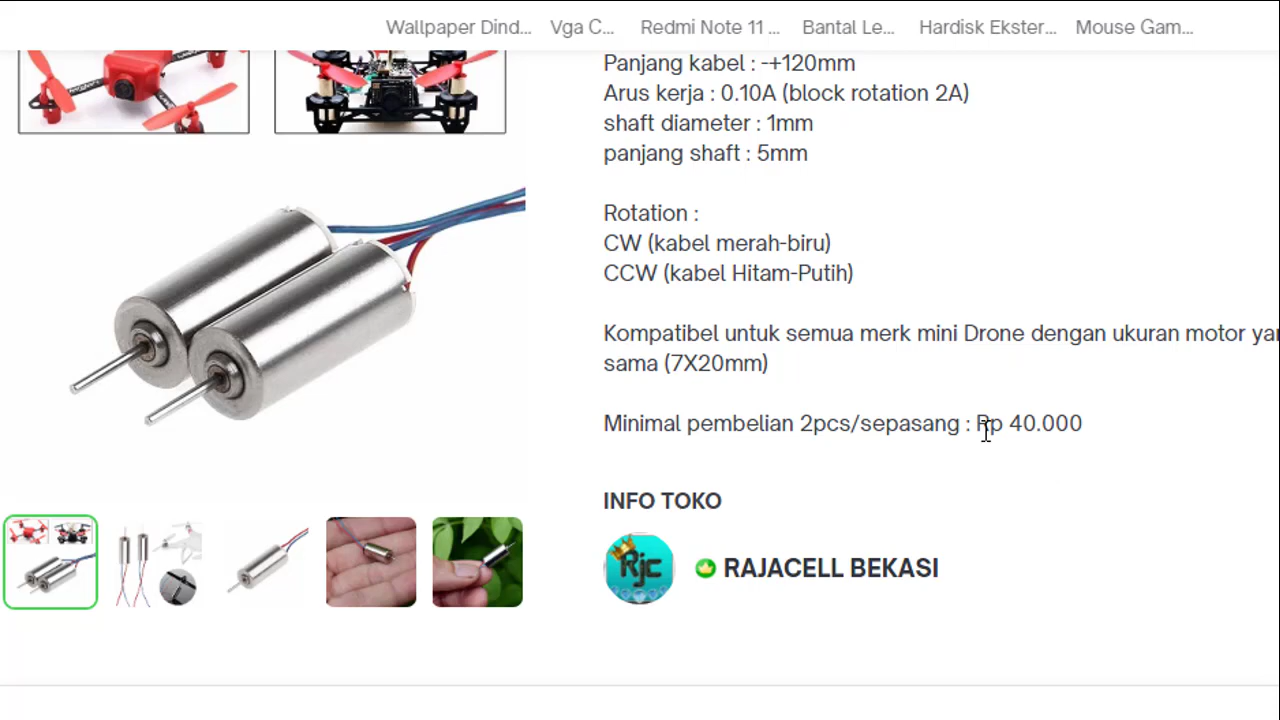 Wallpaper Dind... Vga C... Redmi Note 11 ... Bantal Le... Hardisk Ekster... Mouse Gam...
Panjang kabel : -+120mm
Arus kerja : 0.10A (block rotation 2A)
shaft diameter : 1mm
panjang shaft : 5mm
Rotation :
CW (kabel merah-biru)
CCW (kabel Hitam-Putih)
Kompatibel untuk semua merk mini Drone dengan ukuran motor yan
sama (7X20mm)
Minimal pembelian 2pcs/sepasang : Rp 40.000
INFO TOKO
Rjc
RAJACELL BEKASI